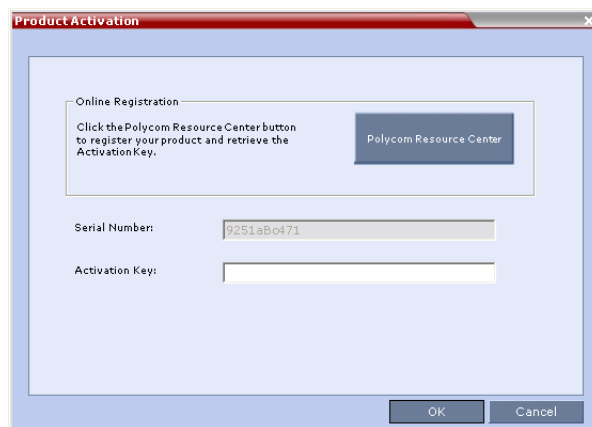 Product Activation
Online Registration
Click the Polycom Resource Center button
to register your product and retrieve the
Activation Key.
Polycom Resource Center
Serial Number:
9251aBc471
Activation Key:
OK
Cancel